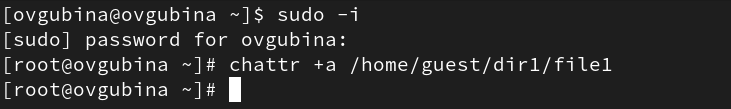 [ovgubina@ovgubina ~]$ sudo -i
[sudo] password for ovgubina:
[root@ovgubina ~]# chattr +a /home/guest/dir1/file1
[root@ovgubina ~]#